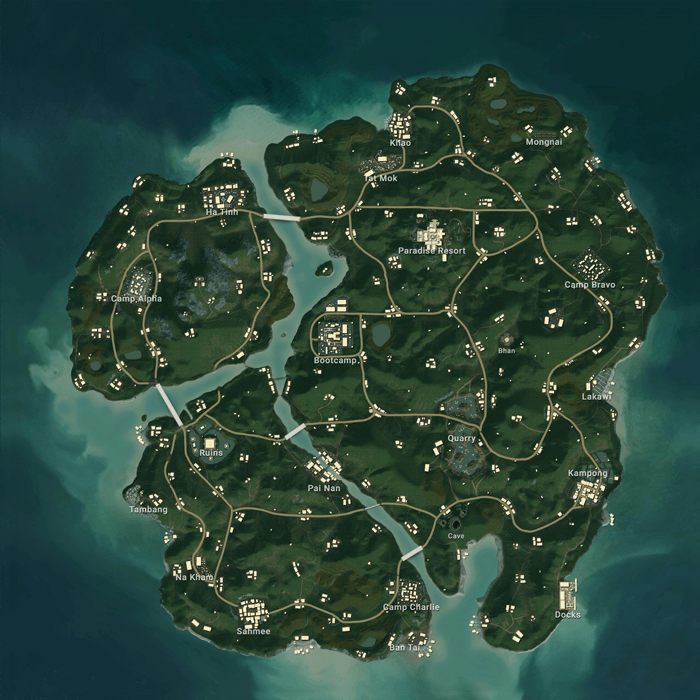 Khao
Mongnai
Tat Mok
Ha Tinh
Paradise Resort
Camp Alpha
Camp Bravo
Bhan
Bootcamp
Lakawi
Quarry
Ruins
Kampong
Pai Nan
Tambang
Cave
Na Kham
Camp Charlie
Docks
Sahmee
Ban Tai